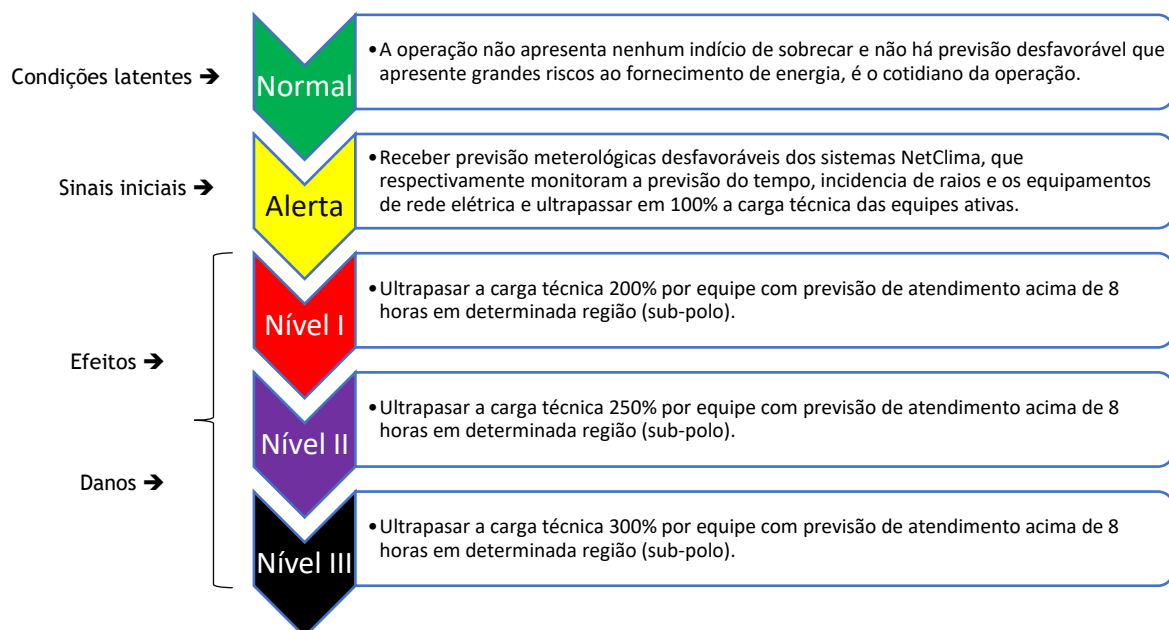 Condições latentes ➔
Normal
•A operação não apresenta nenhum indício de sobrecar e não há previsão desfavorável que
apresente grandes riscos ao fornecimento de energia, é o cotidiano da operação.
Sinais iniciais ➔
Alerta
•Receber previsão meterológicas desfavoráveis dos sistemas NetClima, que
respectivamente monitoram a previsão do tempo, incidencia de raios e os equipamentos
de rede elétrica e ultrapassar em 100% a carga técnica das equipes ativas.
Efeitos ➔
Nível I
•Ultrapasar a carga técnica 200% por equipe com previsão de atendimento acima de 8
horas em determinada região (sub-polo).
Nível II
•Ultrapasar a carga técnica 250% por equipe com previsão de atendimento acima de 8
horas em determinada região (sub-polo).
Danos ➔
Nível III
•Ultrapasar a carga técnica 300% por equipe com previsão de atendimento acima de 8
horas em determinada região (sub-polo).